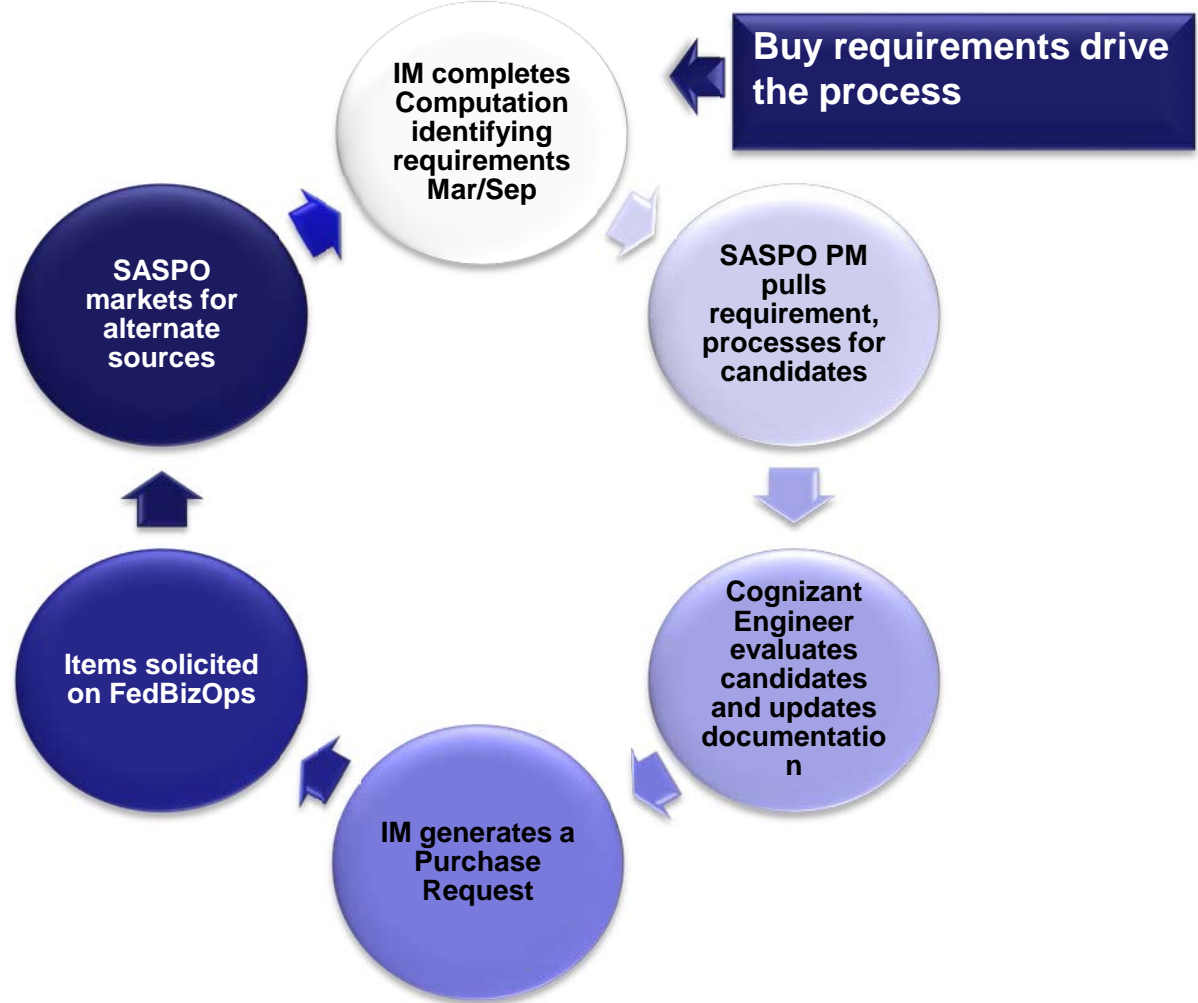 Buy requirements drive
the process
IM completes
Computation
identifying
requirements
Mar/Sep
SASPO PM
pulls
requirement,
processes for
candidates
Cognizant
Engineer
evaluates
candidates
and updates
documentatio
n
IM generates a
Purchase
Request
Items solicited
on FedBizOps
SASPO
markets for
alternate
sources